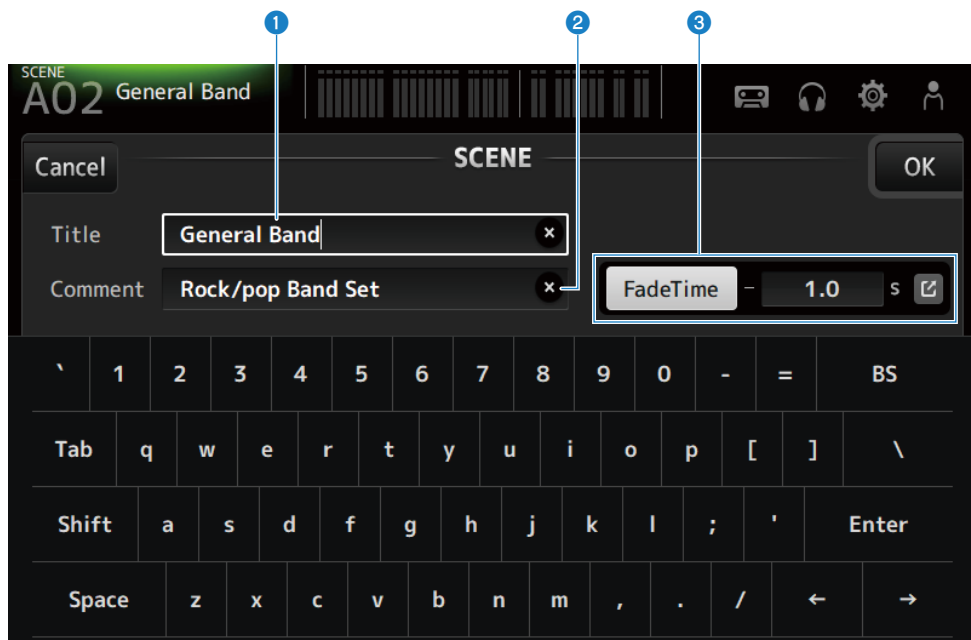 1 2 3
SCENE
A02 General Band
Cancel SCENE OK
Title General Band
Comment Rock/pop Band Set FadeTime – 1.0 s
` 1 2 3 4 5 6 7 8 9 0 - = BS
Tab q w e r t y u i o p [ ] \
Shift a s d f g h j k l ; ' Enter
Space z x c v b n m , . / ← →